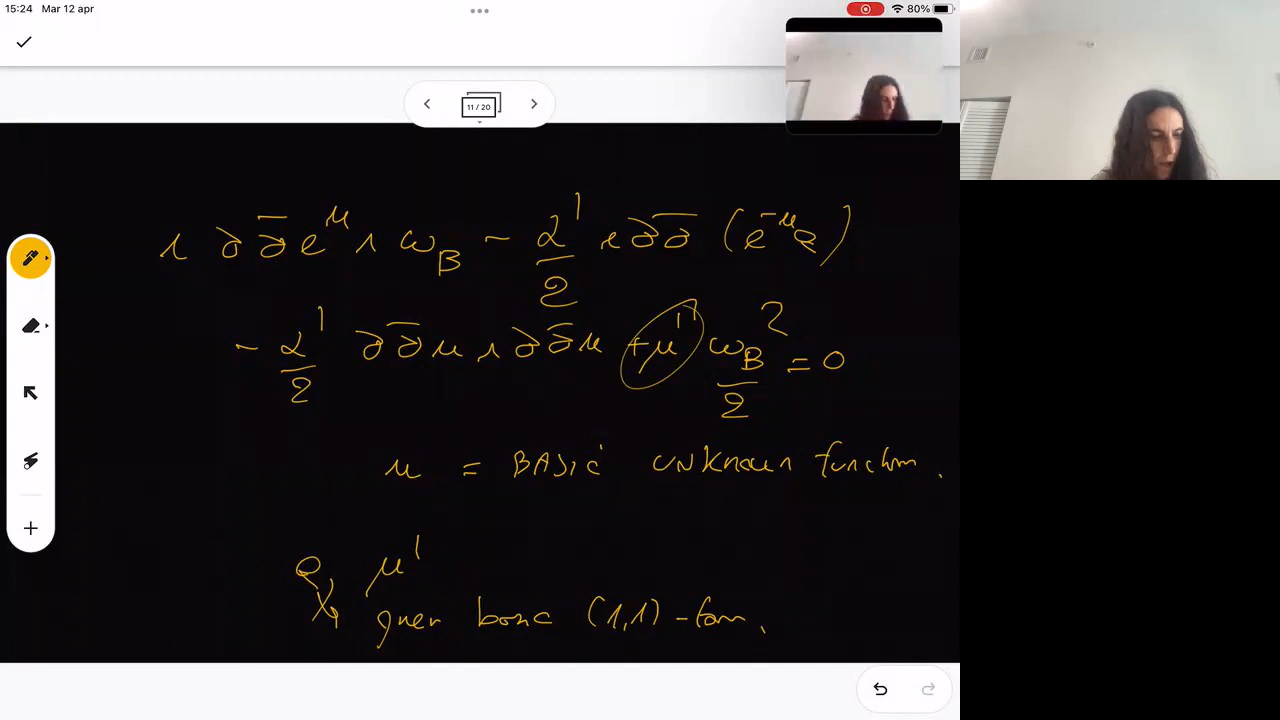 15:24 Mar 12 apr
80%
11 / 20
i ∂∂̄e^u ∧ ω_B − α'/2 i∂∂̄ (e^{-u}ρ)
− α'/2 ∂∂̄u ∧ ∂∂̄u + μ' ω_B^2/2 = 0
u = BASIC unknown function.
ρ, μ'
basic (1,1)-form.